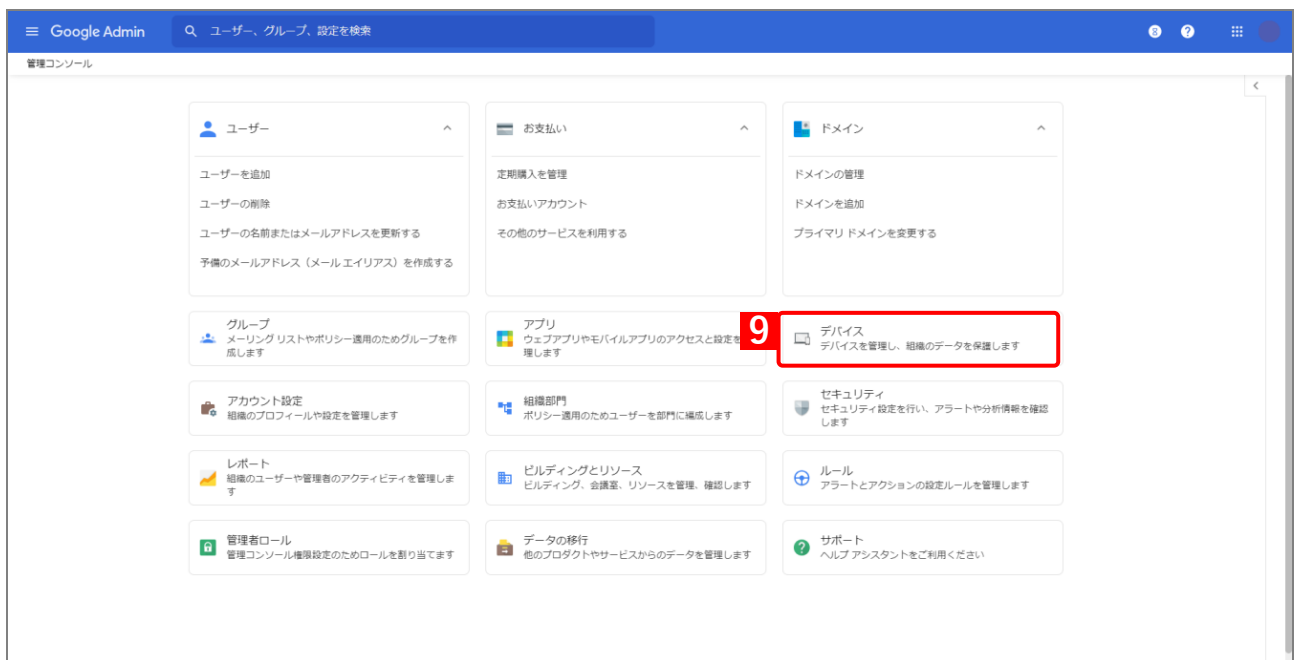 Google Admin
ユーザー、グループ、設定を検索
8
?
管理コンソール
ユーザー
ユーザーを追加
ユーザーの削除
ユーザーの名前またはメールアドレスを更新する
予備のメールアドレス（メール エイリアス）を作成する
お支払い
定期購入を管理
お支払いアカウント
その他のサービスを利用する
ドメイン
ドメインの管理
ドメインを追加
プライマリ ドメインを変更する
グループ
メーリング リストやポリシー適用のためグループを作
成します
アプリ
ウェブアプリやモバイルアプリのアクセスと設定を
理します
9
デバイス
デバイスを管理し、組織のデータを保護します
アカウント設定
組織のプロフィールや設定を管理します
組織部門
ポリシー適用のためユーザーを部門に編成します
セキュリティ
セキュリティ設定を行い、アラートや分析情報を確認
します
レポート
組織のユーザーや管理者のアクティビティを管理しま
す
ビルディングとリソース
ビルディング、会議室、リソースを管理、確認します
ルール
アラートとアクションの設定ルールを管理します
管理者ロール
管理コンソール権限設定のためロールを割り当てます
データの移行
他のプロダクトやサービスからのデータを管理します
?
サポート
ヘルプ アシスタントをご利用ください